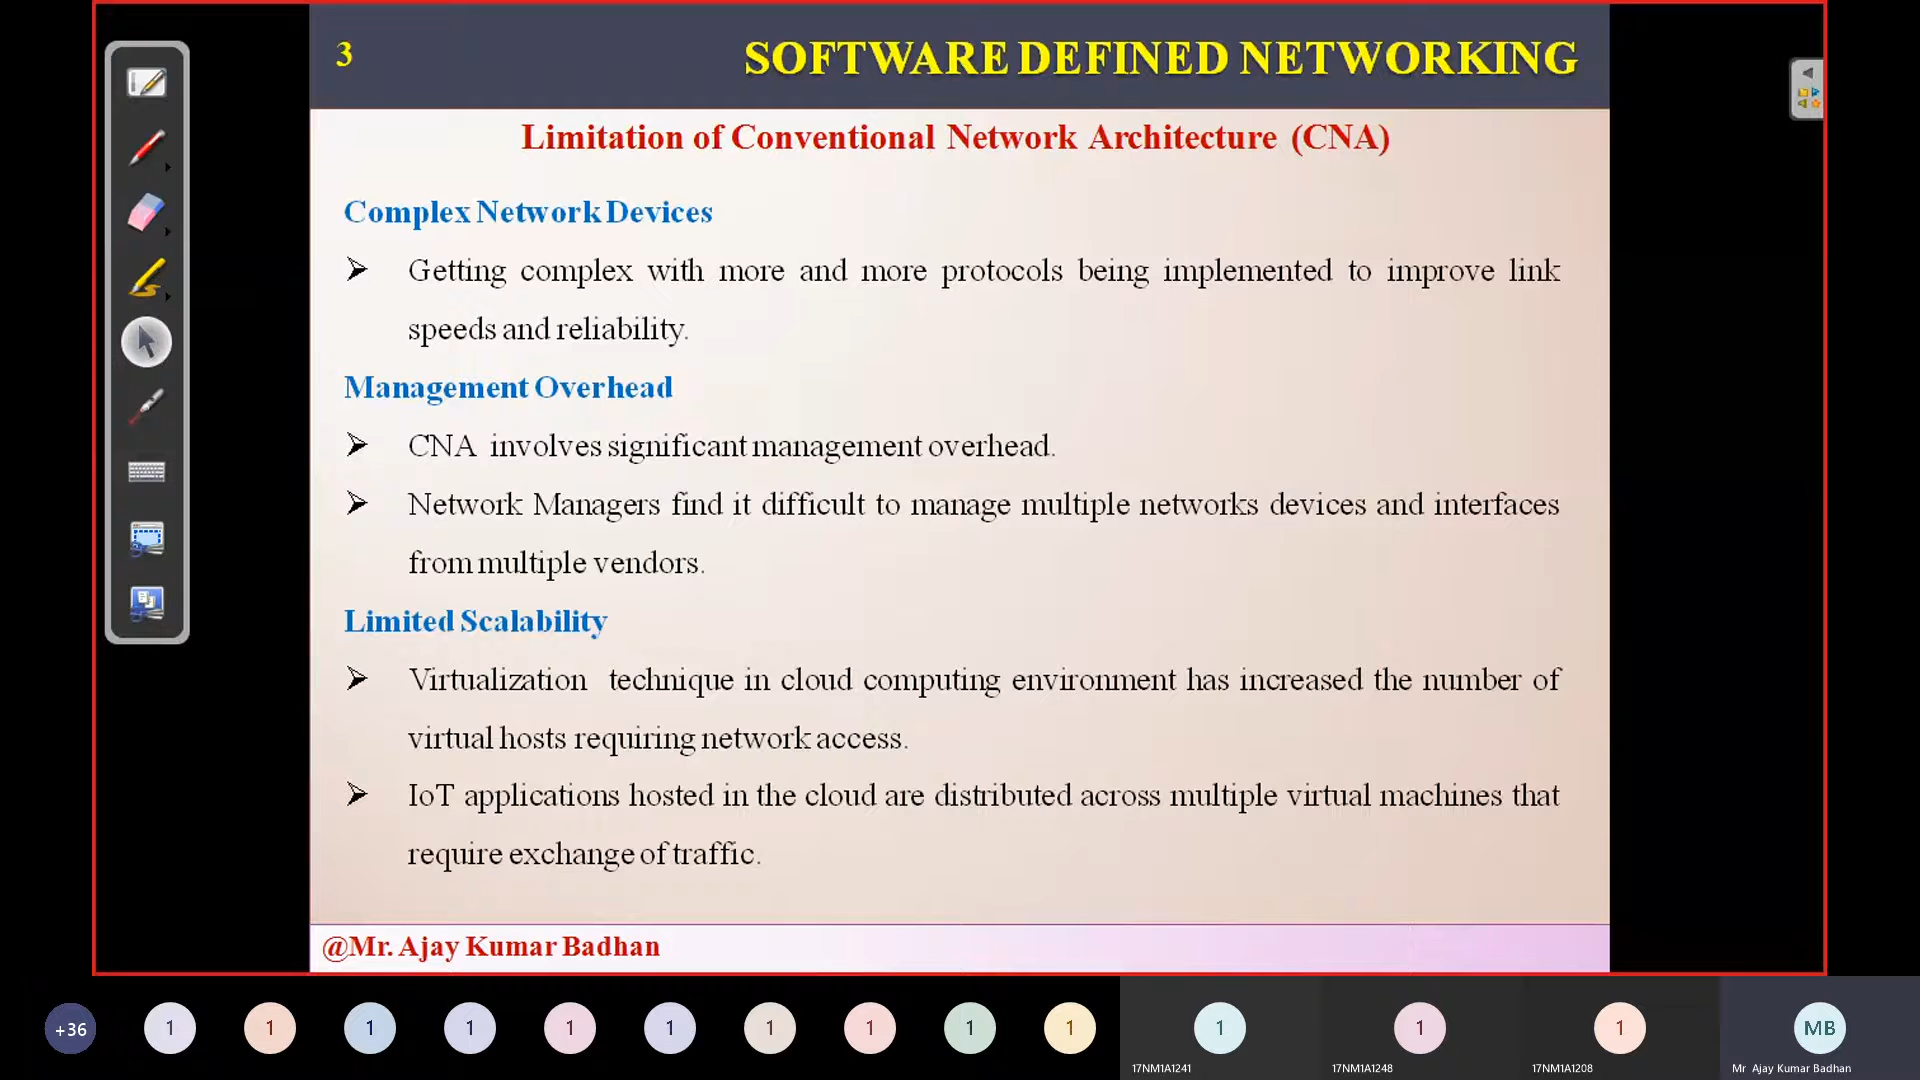 3
SOFTWARE DEFINED NETWORKING
Limitation of Conventional Network Architecture (CNA)
Complex Network Devices
➢ Getting complex with more and more protocols being implemented to improve link
speeds and reliability.
Management Overhead
➢ CNA involves significant management overhead.
➢ Network Managers find it difficult to manage multiple networks devices and interfaces
from multiple vendors.
Limited Scalability
➢ Virtualization technique in cloud computing environment has increased the number of
virtual hosts requiring network access.
➢ IoT applications hosted in the cloud are distributed across multiple virtual machines that
require exchange of traffic.
@Mr. Ajay Kumar Badhan
+36 1 1 1 1 1 1 1 1 1 1 1 1 1 MB
17NM1A1241 17NM1A1248 17NM1A1208 Mr Ajay Kumar Badhan